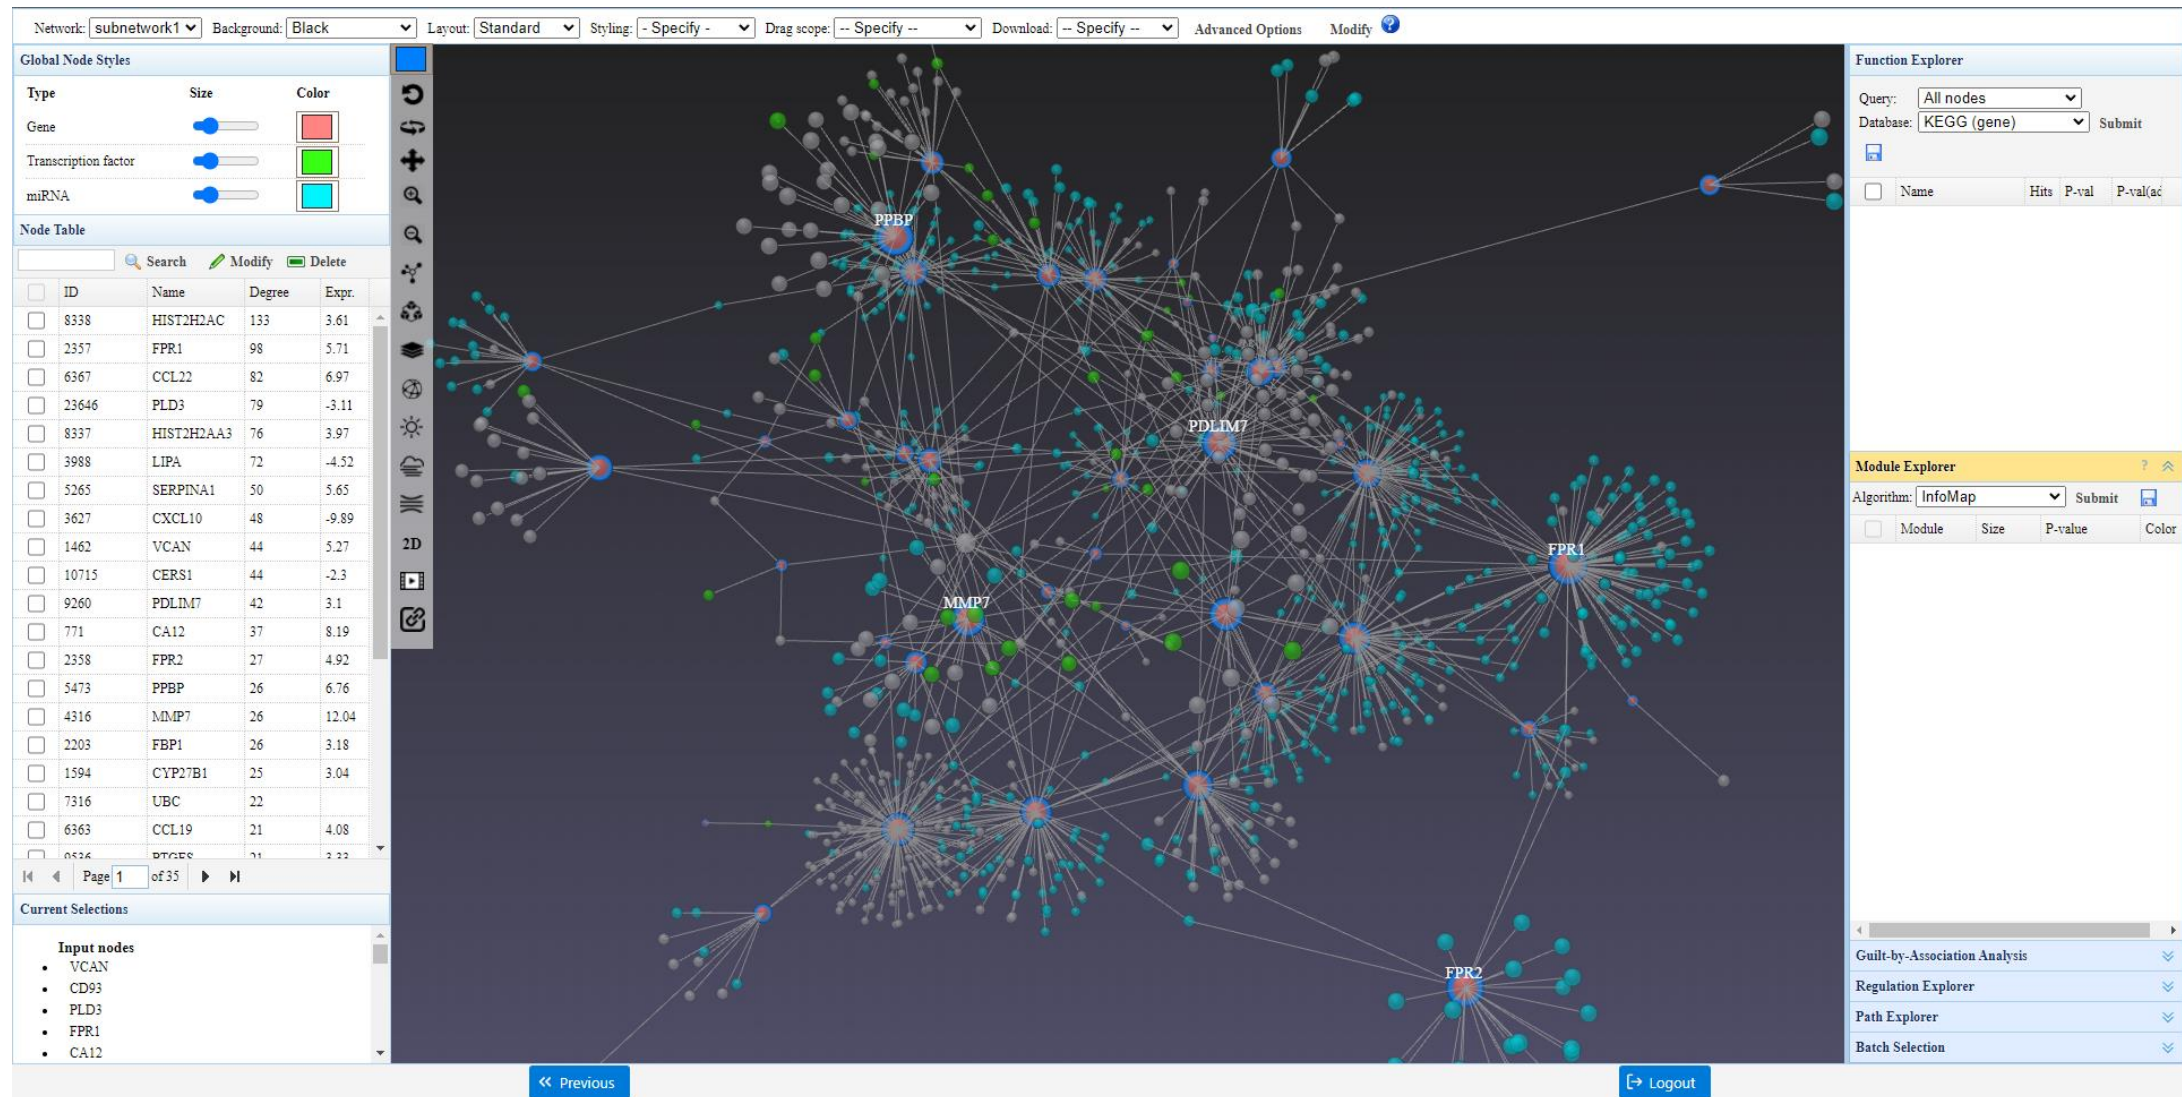 Network: subnetwork1 Background: Black Layout: Standard Styling: - Specify - Drag scope: -- Specify -- Download: -- Specify -- Advanced Options Modify ?
Global Node Styles
Type Size Color
Gene
Transcription factor
miRNA
Node Table
Search Modify Delete
ID Name Degree Expr.
8338 HIST2H2AC 133 3.61
2357 FPR1 98 5.71
6367 CCL22 82 6.97
23646 PLD3 79 -3.11
8337 HIST2H2AA3 76 3.97
3988 LIPA 72 -4.52
5265 SERPINA1 50 5.65
3627 CXCL10 48 -9.89
1462 VCAN 44 5.27
10715 CERS1 44 -2.3
9260 PDLIM7 42 3.1
771 CA12 37 8.19
2358 FPR2 27 4.92
5473 PPBP 26 6.76
4316 MMP7 26 12.04
2203 FBP1 26 3.18
1594 CYP27B1 25 3.04
7316 UBC 22
6363 CCL19 21 4.08
9536 PTGES 21 3.33
Page 1 of 35
Current Selections
Input nodes
• VCAN
• CD93
• PLD3
• FPR1
• CA12
2D
PPBP
PDLIM7
FPR1
MMP7
FPR2
Function Explorer
Query: All nodes
Database: KEGG (gene) Submit
Name Hits P-val P-val(ad
Module Explorer ?
Algorithm: InfoMap Submit
Module Size P-value Color
Guilt-by-Association Analysis
Regulation Explorer
Path Explorer
Batch Selection
Previous
Logout